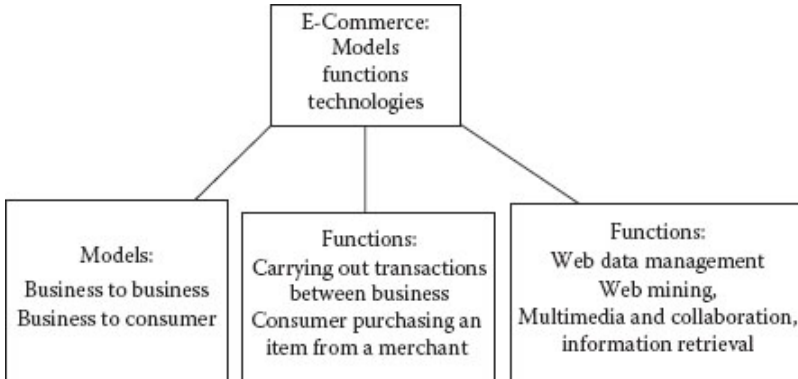 E-Commerce:
Models
functions
technologies
Models:
Business to business
Business to consumer
Functions:
Carrying out transactions
between business
Consumer purchasing an
item from a merchant
Functions:
Web data management
Web mining,
Multimedia and collaboration,
information retrieval